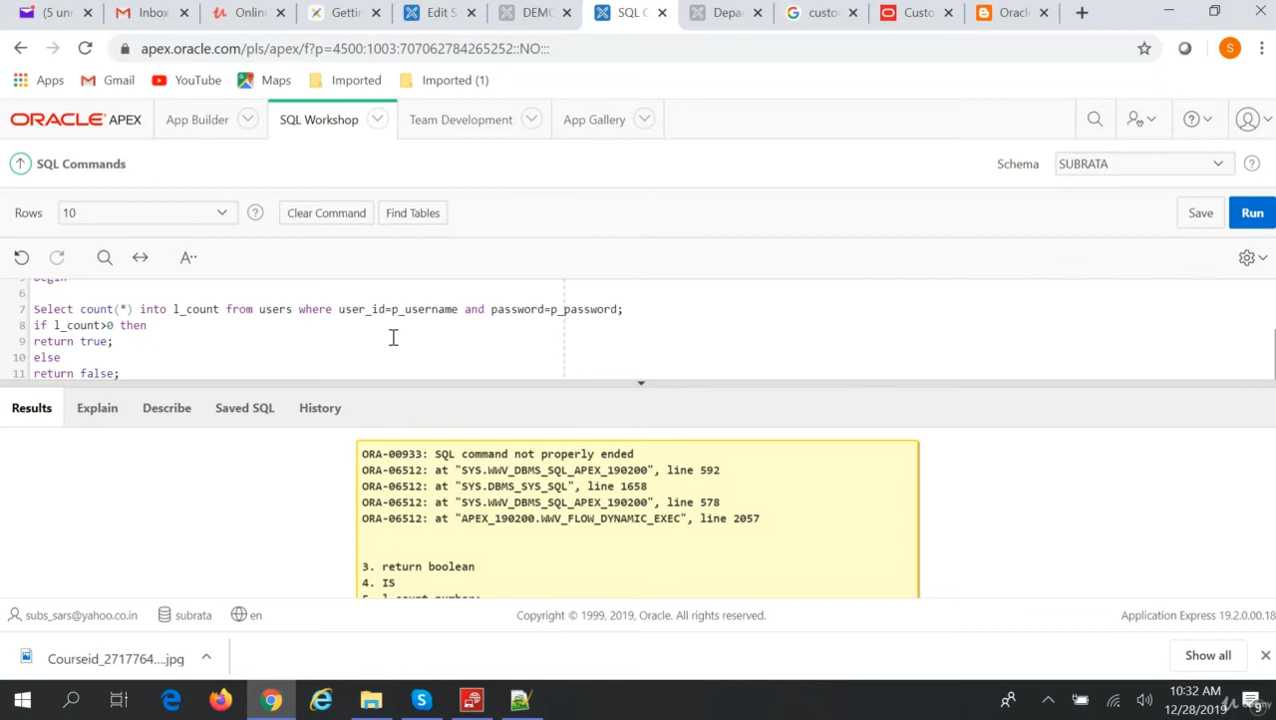 (5 un
Inbox
Onlin
Getti
Edit S
DEMC
SQL C
Depa
custo
Custo
Oracle
apex.oracle.com/pls/apex/f?p=4500:1003:707062784265252::NO:::
S
Apps
Gmail
YouTube
Maps
Imported
Imported (1)
ORACLE APEX
App Builder
SQL Workshop
Team Development
App Gallery
SQL Commands
Schema
SUBRATA
Rows
10
Clear Command
Find Tables
Save
Run
6
7 Select count(*) into l_count from users where user_id=p_username and password=p_password;
8 if l_count>0 then
9 return true;
10 else
11 return false;
Results
Explain
Describe
Saved SQL
History
ORA-00933: SQL command not properly ended
ORA-06512: at "SYS.WWV_DBMS_SQL_APEX_190200", line 592
ORA-06512: at "SYS.DBMS_SYS_SQL", line 1658
ORA-06512: at "SYS.WWV_DBMS_SQL_APEX_190200", line 578
ORA-06512: at "APEX_190200.WWV_FLOW_DYNAMIC_EXEC", line 2057
3. return boolean
4. IS
subs_sars@yahoo.co.in
subrata
en
Copyright © 1999, 2019, Oracle. All rights reserved.
Application Express 19.2.0.00.18
Courseid_2717764....jpg
Show all
10:32 AM
12/28/2019